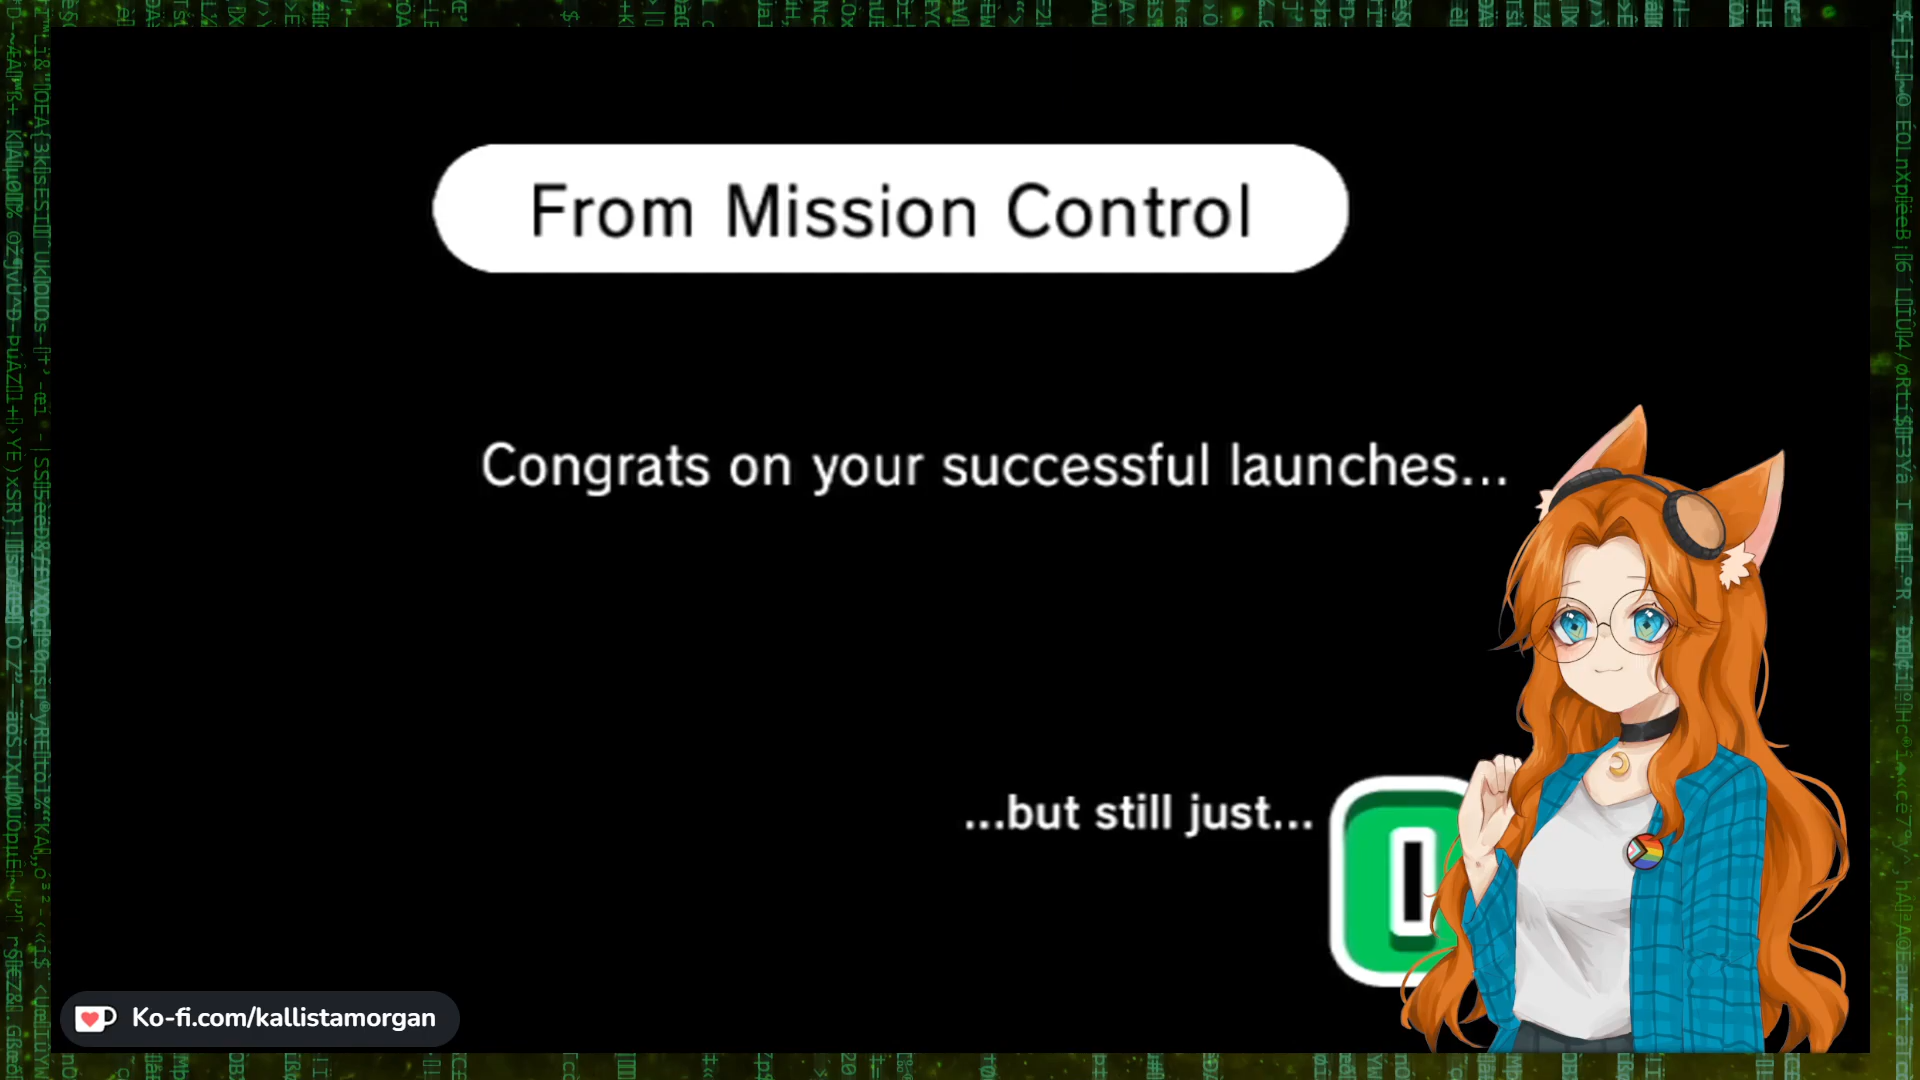 From Mission Control
Congrats on your successful launches...
...but still just...
Ko-fi.com/kallistamorgan